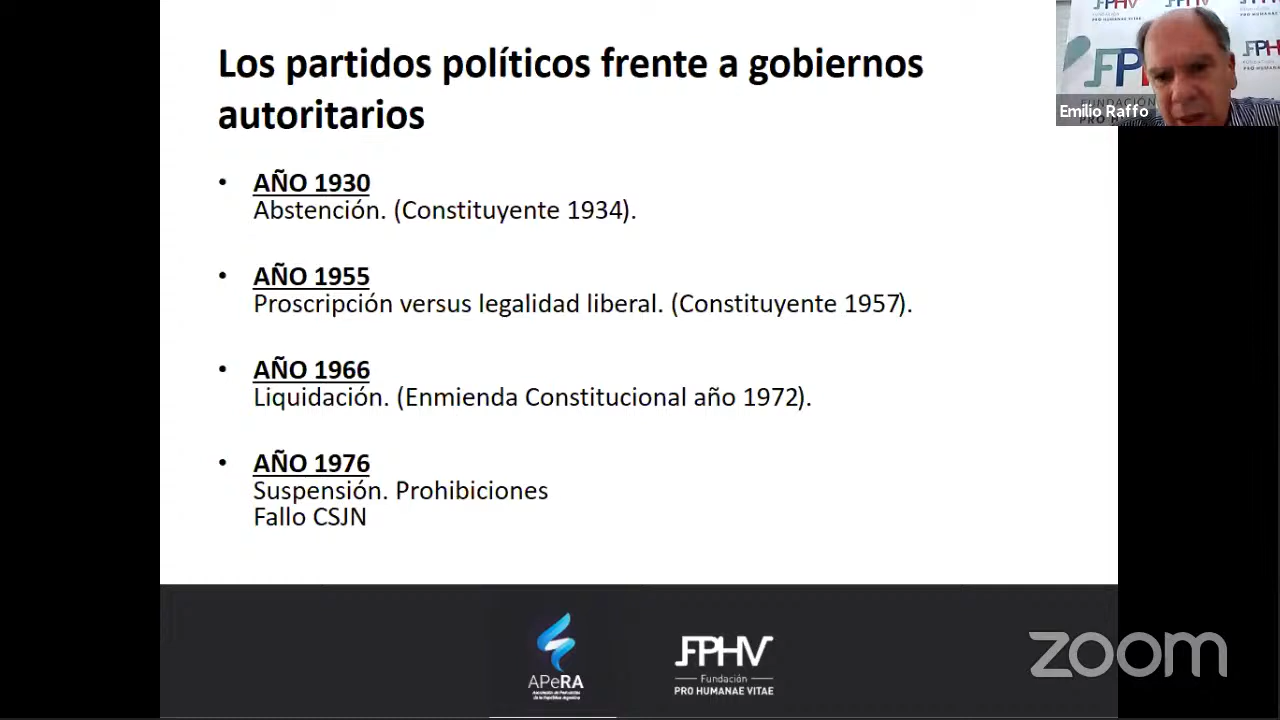 Los partidos políticos frente a gobiernos
autoritarios
• AÑO 1930
Abstención. (Constituyente 1934).
• AÑO 1955
Proscripción versus legalidad liberal. (Constituyente 1957).
• AÑO 1966
Liquidación. (Enmienda Constitucional año 1972).
• AÑO 1976
Suspensión. Prohibiciones
Fallo CSJN
FPHV
FUNDACIÓN
Emilio Raffo
APeRA
FPHV
Fundación
PRO HUMANAE VITAE
zoom